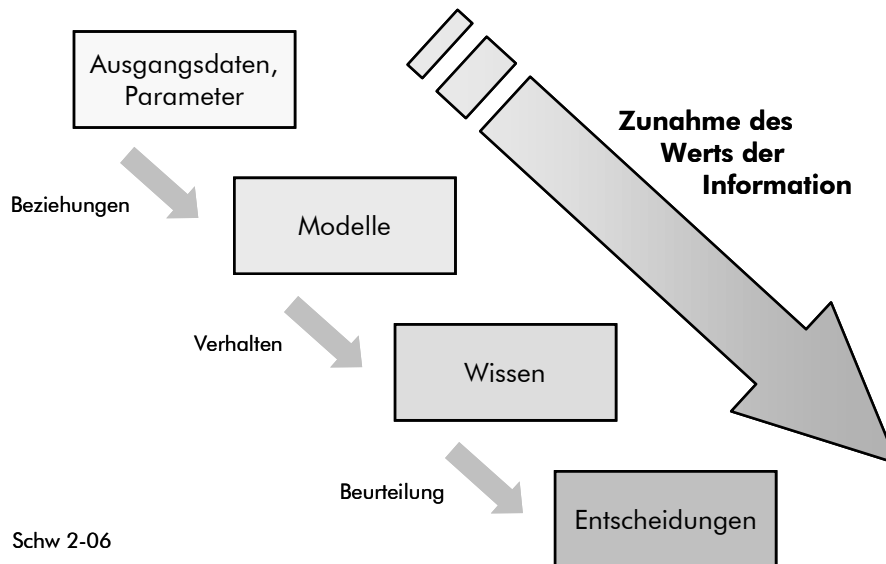 Ausgangsdaten,
Parameter
Zunahme des
Werts der
Information
Beziehungen
Modelle
Verhalten
Wissen
Beurteilung
Entscheidungen
Schw 2-06